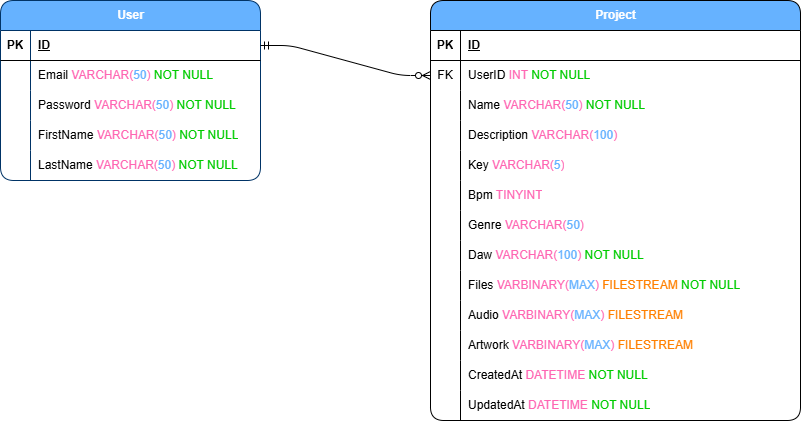 User
PK ID
Email VARCHAR(50) NOT NULL
Password VARCHAR(50) NOT NULL
FirstName VARCHAR(50) NOT NULL
LastName VARCHAR(50) NOT NULL
Project
PK ID
FK UserID INT NOT NULL
Name VARCHAR(50) NOT NULL
Description VARCHAR(100)
Key VARCHAR(5)
Bpm TINYINT
Genre VARCHAR(50)
Daw VARCHAR(100) NOT NULL
Files VARBINARY(MAX) FILESTREAM NOT NULL
Audio VARBINARY(MAX) FILESTREAM
Artwork VARBINARY(MAX) FILESTREAM
CreatedAt DATETIME NOT NULL
UpdatedAt DATETIME NOT NULL